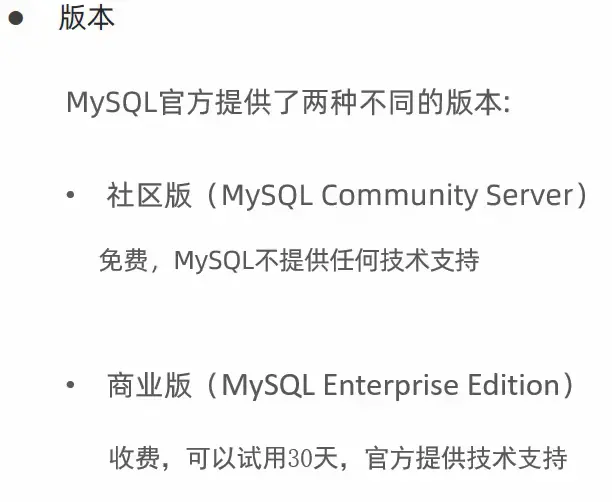 ● 版本
MySQL官方提供了两种不同的版本:
• 社区版（MySQL Community Server）
免费，MySQL不提供任何技术支持
• 商业版（MySQL Enterprise Edition）
收费，可以试用30天，官方提供技术支持